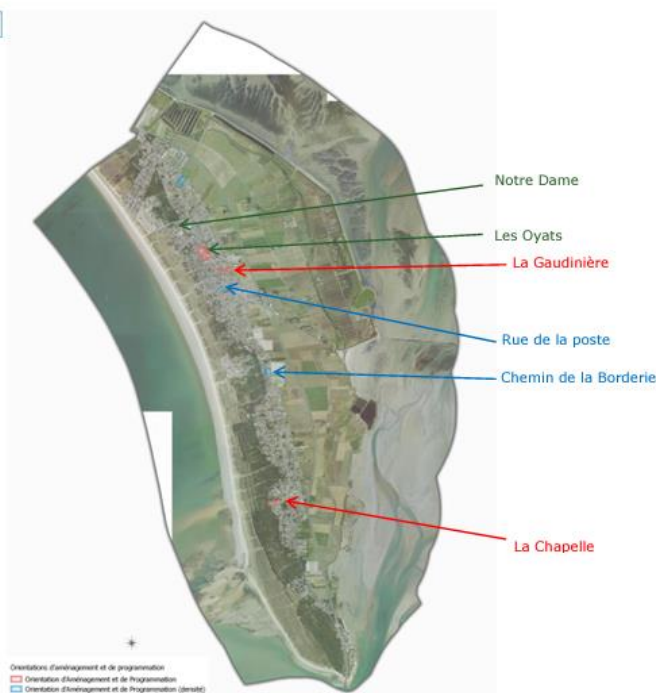 Notre Dame
Les Oyats
La Gaudinière
Rue de la poste
Chemin de la Borderie
La Chapelle
Orientations d'aménagement et de programmation
Orientation d'Aménagement et de Programmation
Orientation d'Aménagement et de Programmation (densité)